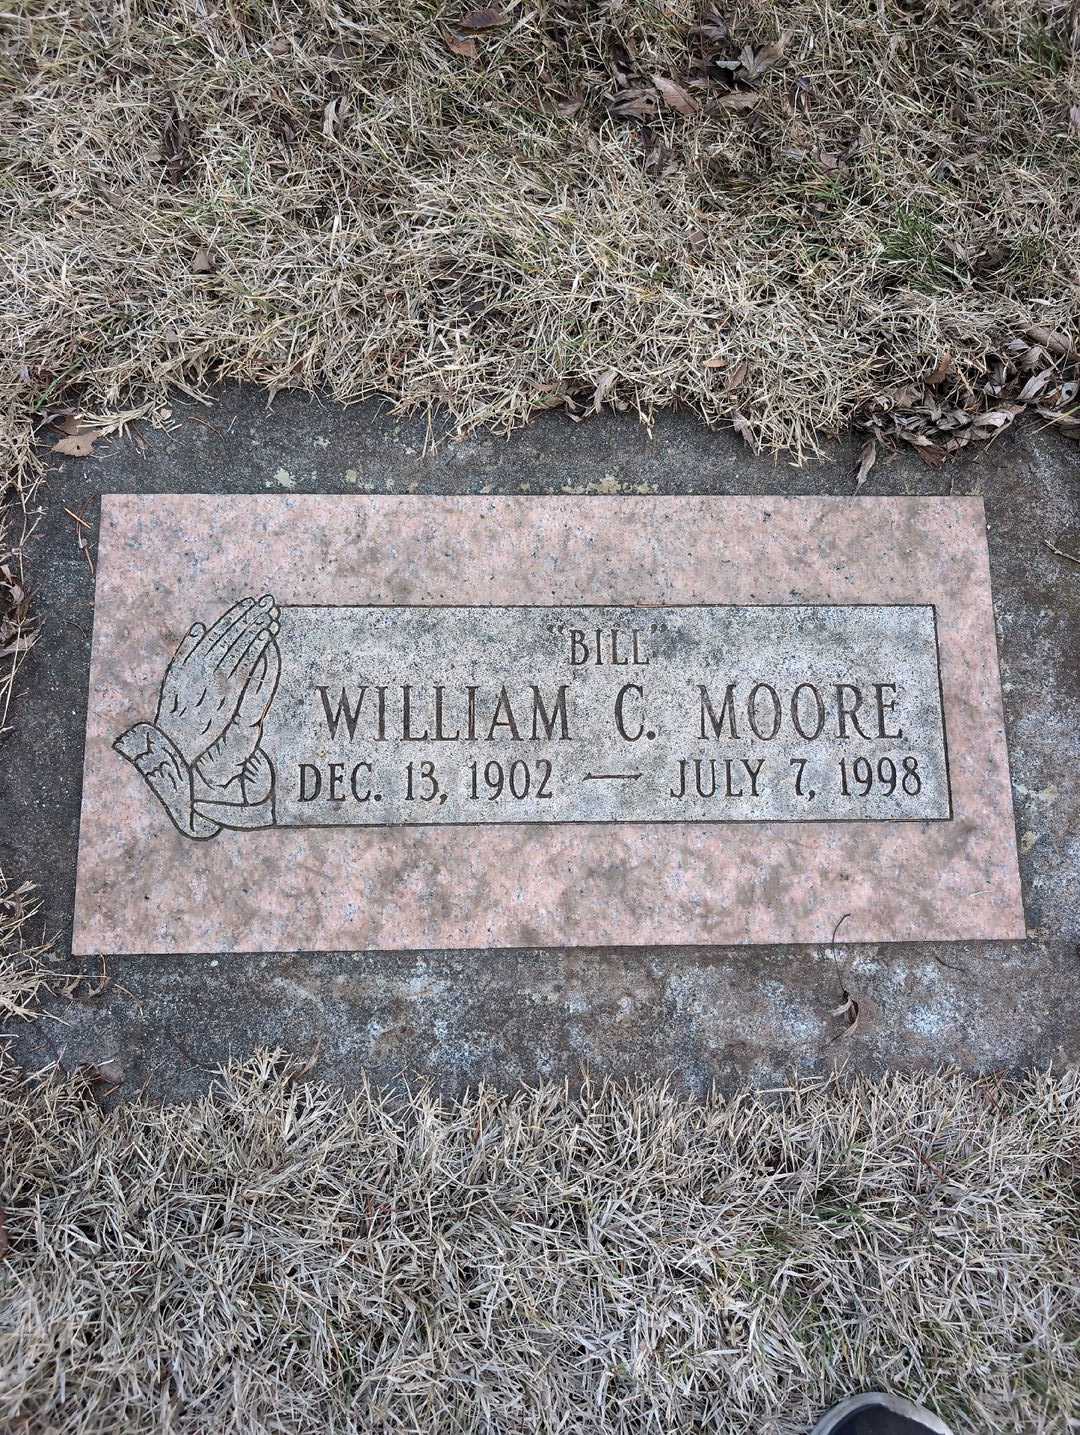 "BILL"
WILLIAM C. MOORE
DEC. 13, 1902 — JULY 7, 1998